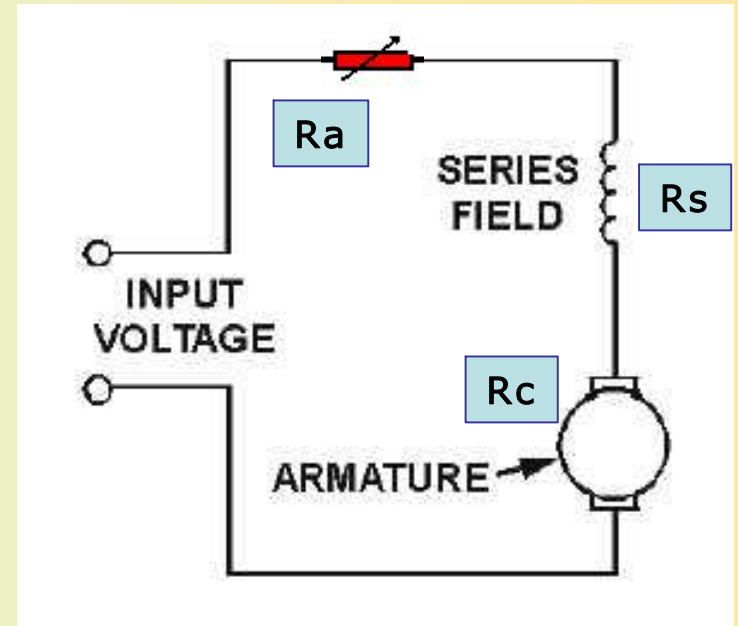 Ra
SERIES
FIELD
Rs
INPUT
VOLTAGE
Rc
ARMATURE